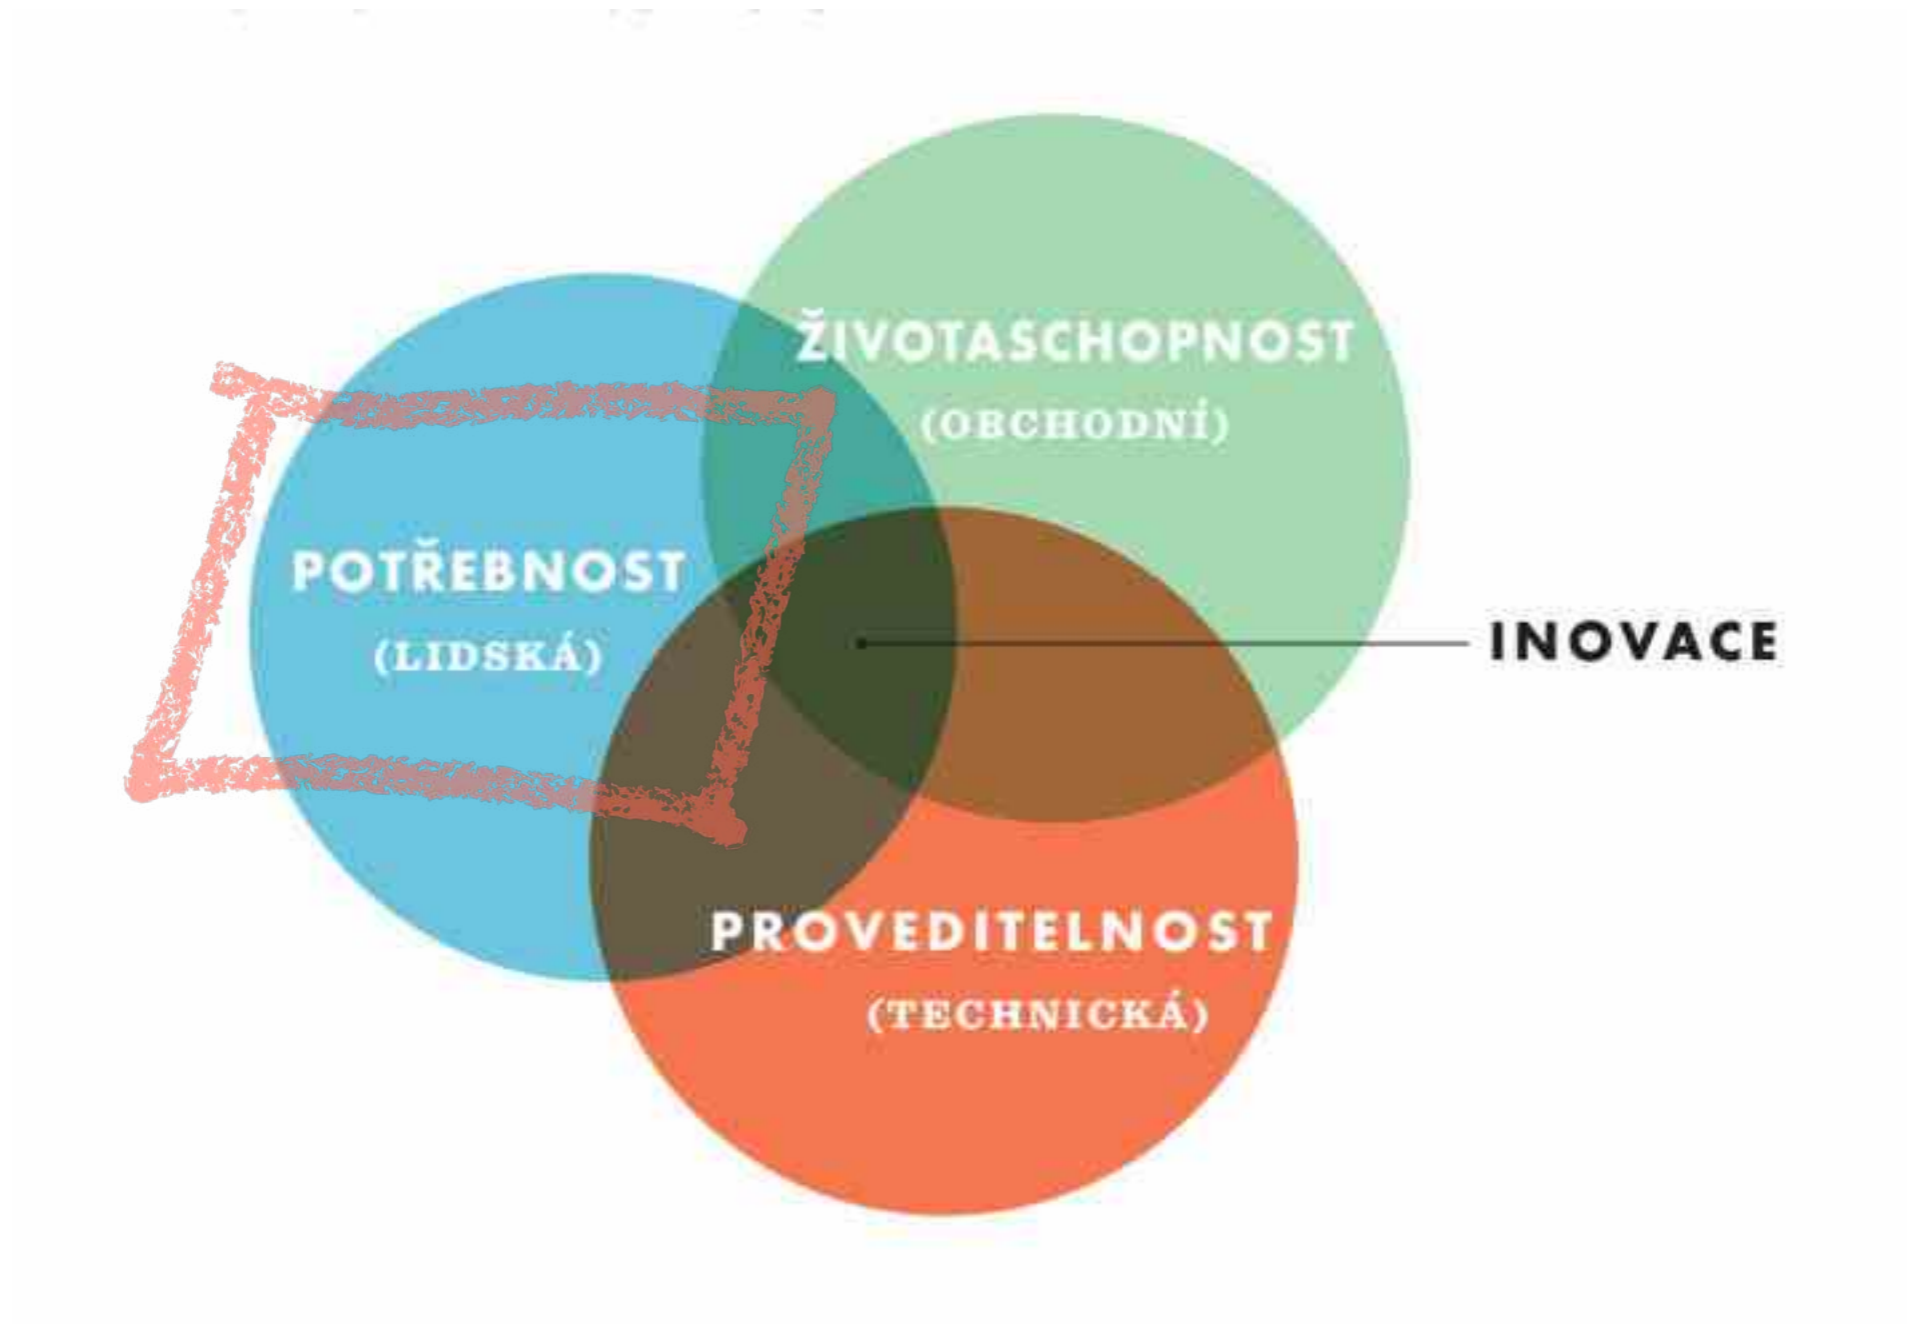 ŽIVOTASCHOPNOST
(OBCHODNÍ)
POTŘEBNOST
(LIDSKÁ)
INOVACE
PROVEDITELNOST
(TECHNICKÁ)